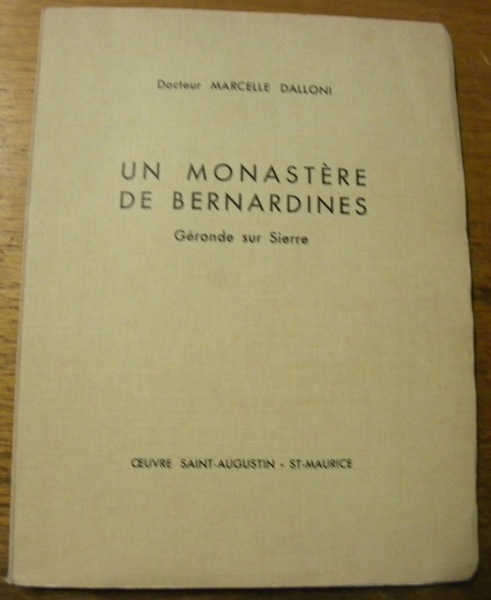 Docteur MARCELLE DALLONI
UN MONASTÈRE
DE BERNARDINES
Géronde sur Sierre
ŒUVRE SAINT-AUGUSTIN - ST-MAURICE